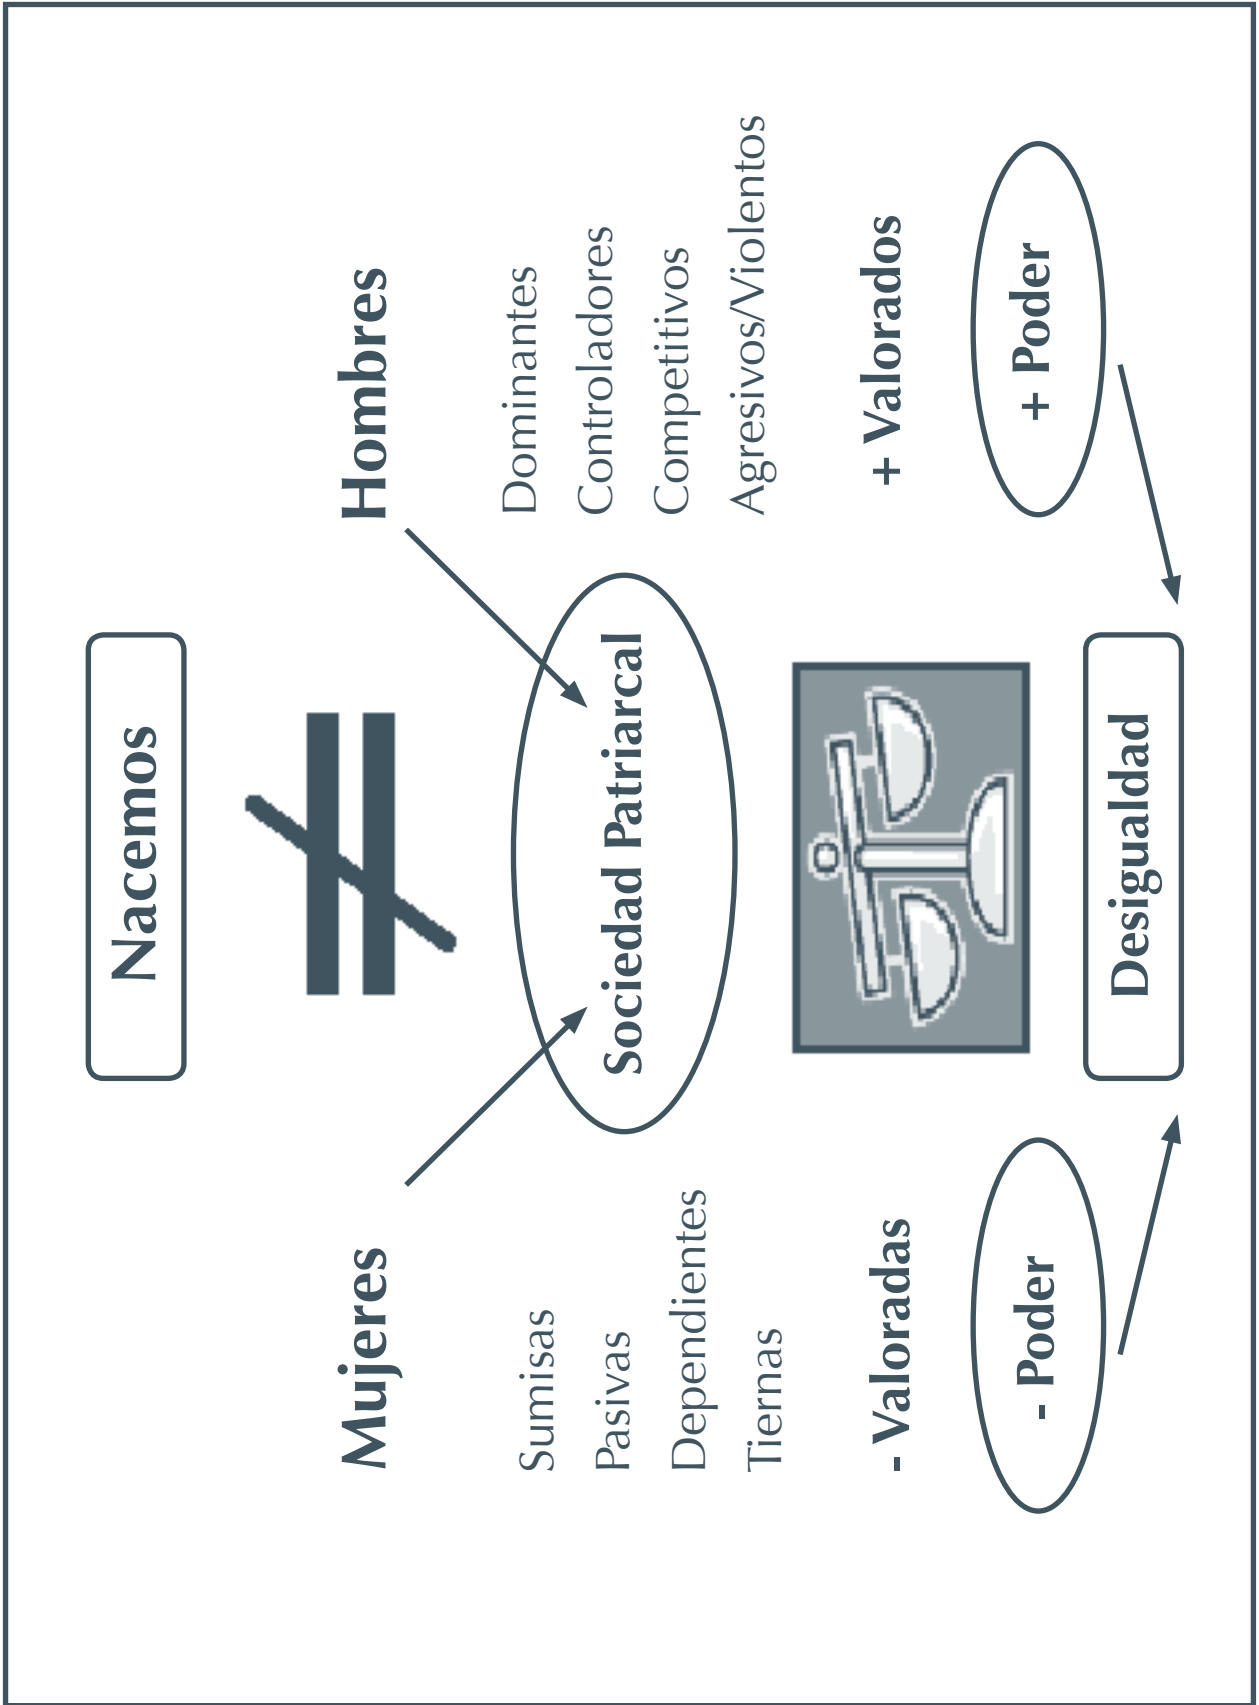 Nacemos
Mujeres
Hombres
Sumisas
Pasivas
Dependientes
Tiernas
Sociedad Patriarcal
Dominantes
Controladores
Competitivos
Agresivos/Violentos
- Valoradas
+ Valorados
- Poder
+ Poder
Desigualdad